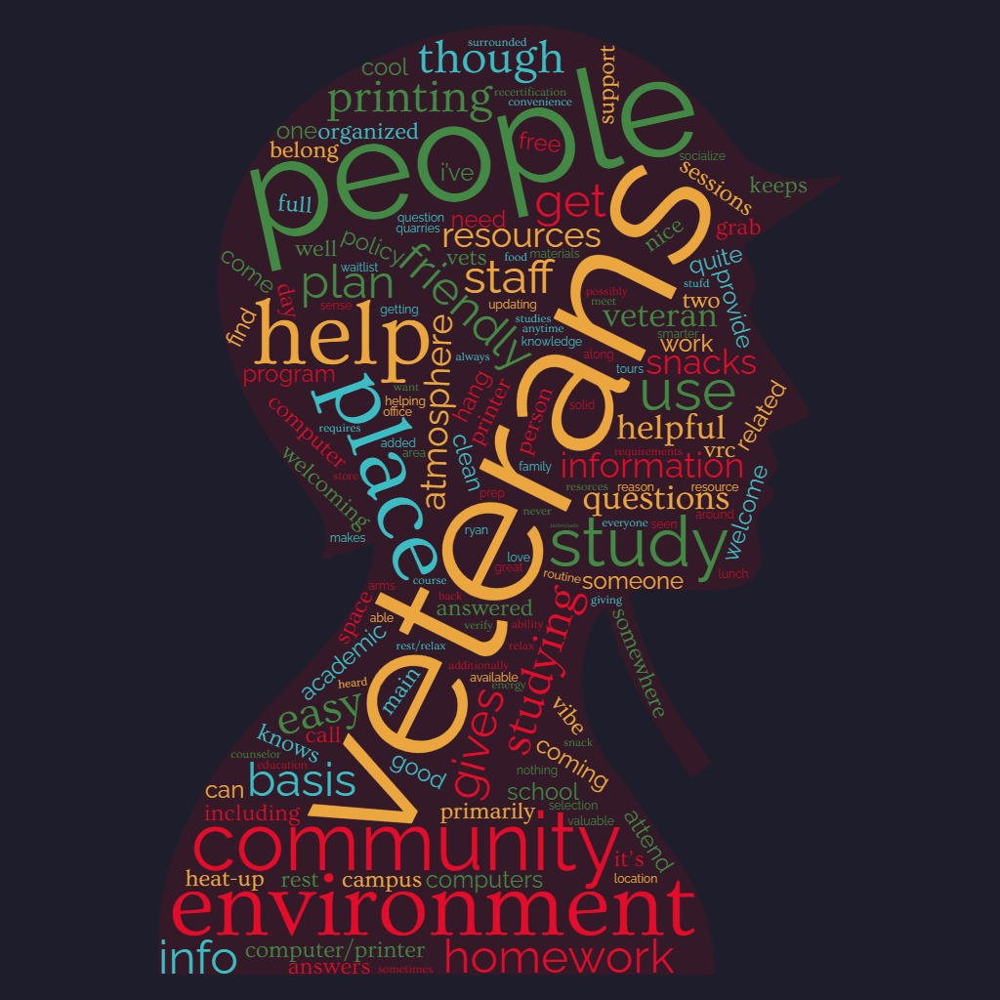 surrounded
though
cool
support
printing
recertification
convenience
people
one
organized
belong
free
i've
socialize
sessions
keeps
full
get
question
need
quarries
grab
resources
nice
well
policy
friendly
vets
food
materials
come
waitlist
staff
quite
plan
provide
day
sense
getting
updating
possibly
meet
stufd
two
veterans
help
find
atmosphere
studies
anytime
knowledge
veteran
smarter
work
always
along
tours
snacks
program
place
want
hang
printer
person
solid
use
related
computer
helping
office
requires
helpful
added
area
clean
family
requirements
vrc
information
welcoming
store
prep
resorces
reason
resource
questions
welcome
never
around
makes
ryan
everyone
seen
study
love
great
lunch
course
routine
someone
arms
space
back
giving
able
answered
studying
somewhere
verify
ability
academic
rest/relax
relax
additionally
heard
main
available
energy
easy
gives
vibe
call
knows
snack
counselor
education
good
coming
nothing
can
basis
school
selection
including
primarily
valuable
attend
community
it's
heat-up
rest
campus
computers
location
environment
info
computer/printer
homework
answers
sometimes